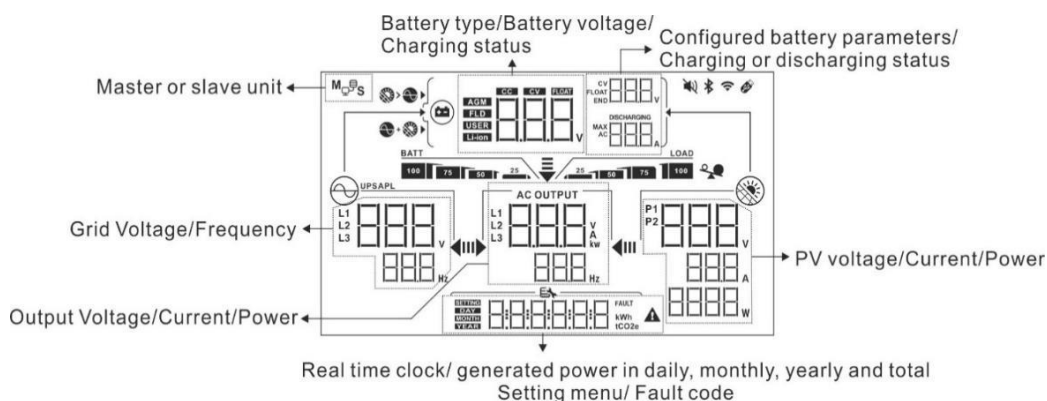 Battery type/Battery voltage/
Charging status
Configured battery parameters/
Charging or discharging status
Master or slave unit
M S
CC CV FLOAT
AGM
FLD
USER
Li-ion
V
CV
FLOAT
END
V
DISCHARGING
MAX
AC
A
BATT
LOAD
100 75 50 25
25 50 75 100
UPSAPL
L1
L2
L3
V
Hz
AC OUTPUT
L1
L2
L3
V
A
kw
Hz
P1
P2
V
A
W
Grid Voltage/Frequency
PV voltage/Current/Power
Output Voltage/Current/Power
SETTING
DAY
MONTH
YEAR
FAULT
kWh
tCO2e
Real time clock/ generated power in daily, monthly, yearly and total
Setting menu/ Fault code